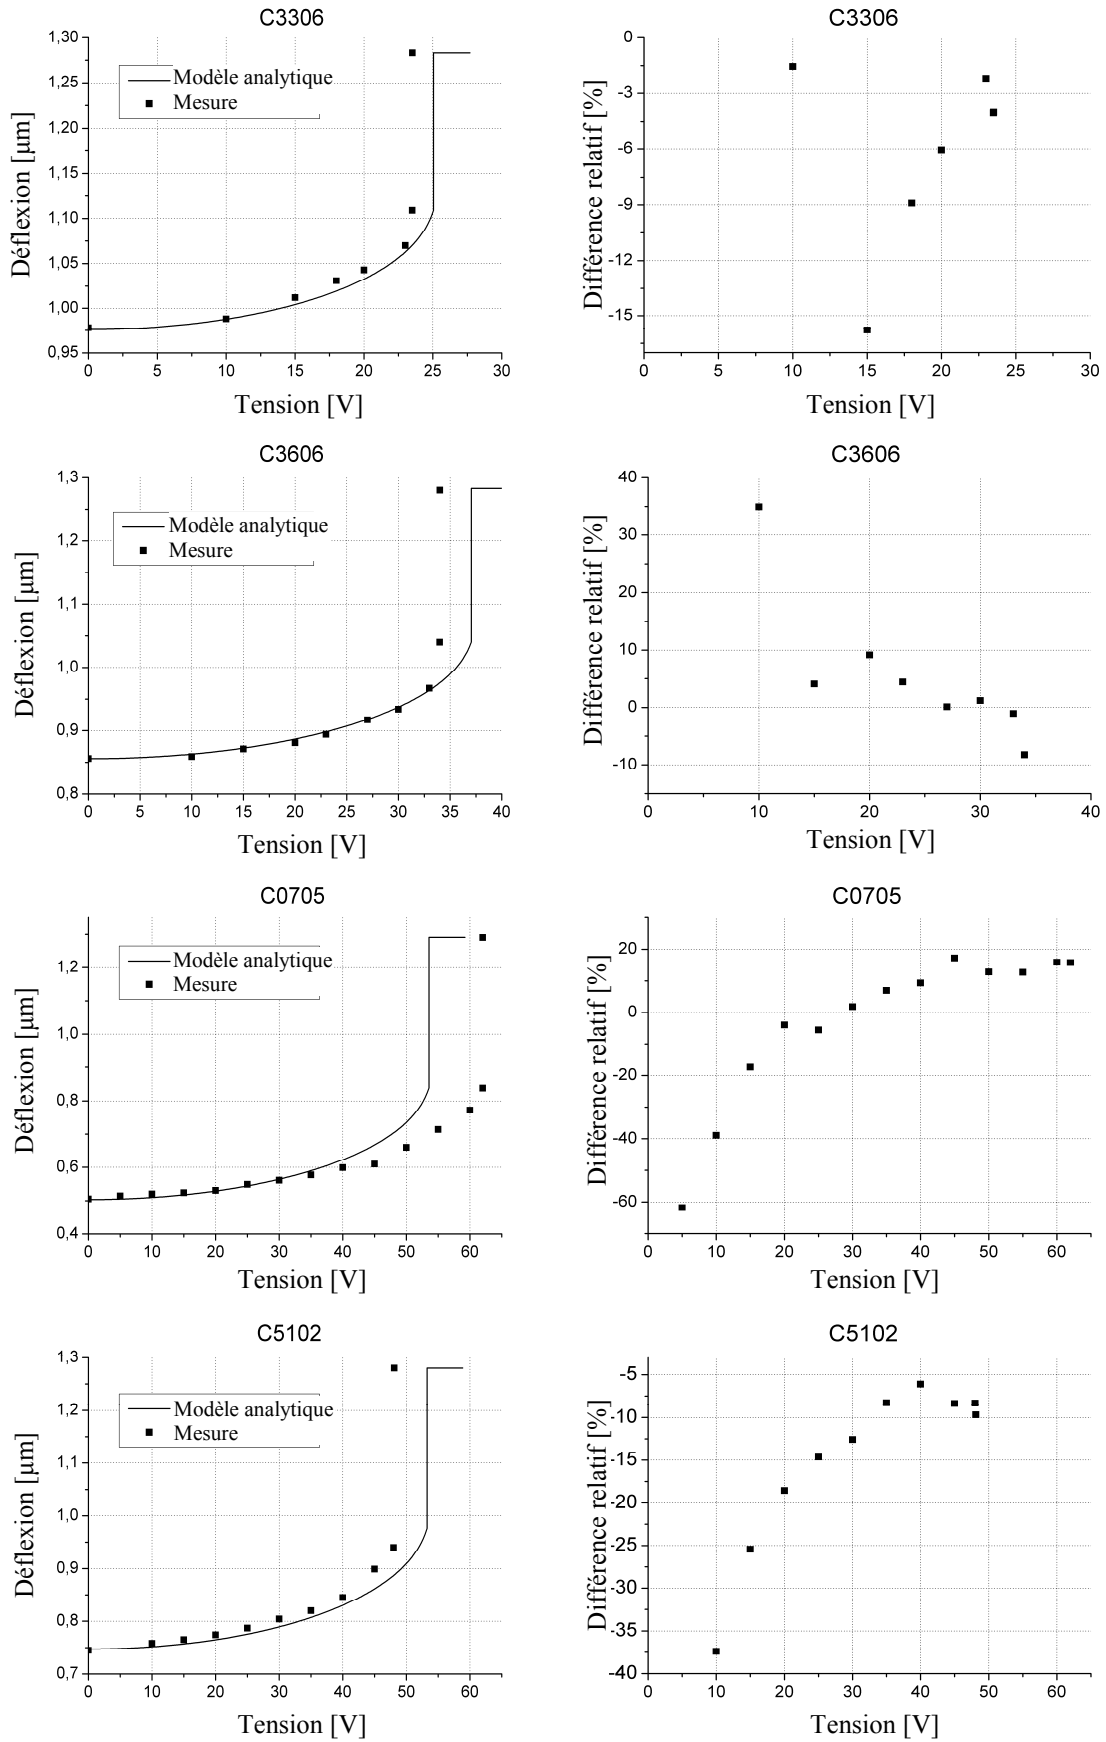 C3306
1,30
1,25
1,20
1,15
1,10
1,05
1,00
0,95
Déflexion [µm]
Modèle analytique
Mesure
0 5 10 15 20 25 30
Tension [V]
C3306
0
-3
-6
-9
-12
-15
Différence relatif [%]
0 5 10 15 20 25 30
Tension [V]
C3606
1,3
1,2
1,1
1,0
0,9
0,8
Déflexion [µm]
Modèle analytique
Mesure
0 5 10 15 20 25 30 35 40
Tension [V]
C3606
40
30
20
10
0
-10
Différence relatif [%]
0 10 20 30 40
Tension [V]
C0705
1,2
1,0
0,8
0,6
0,4
Déflexion [µm]
Modèle analytique
Mesure
0 10 20 30 40 50 60
Tension [V]
C0705
20
0
-20
-40
-60
Différence relatif [%]
0 10 20 30 40 50 60
Tension [V]
C5102
1,3
1,2
1,1
1,0
0,9
0,8
0,7
Déflexion [µm]
Modèle analytique
Mesure
0 10 20 30 40 50 60
Tension [V]
C5102
-5
-10
-15
-20
-25
-30
-35
-40
Différence relatif [%]
0 10 20 30 40 50 60
Tension [V]